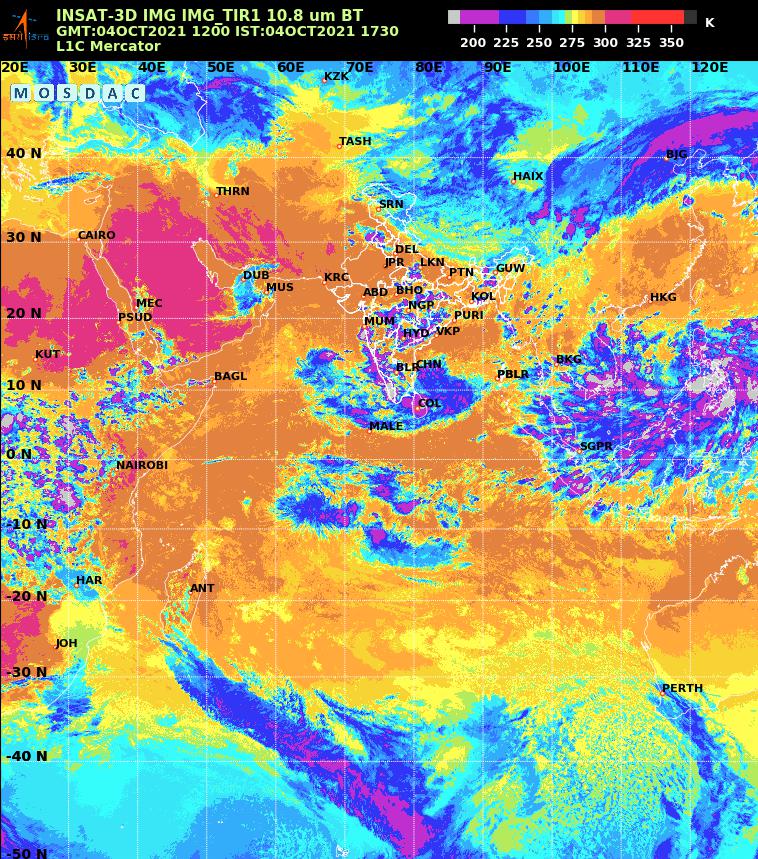 INSAT-3D IMG IMG_TIR1 10.8 um BT
GMT:04OCT2021 1200 IST:04OCT2021 1730
L1C Mercator
K
200 225 250 275 300 325 350
20E 30E 40E 50E 60E 70E 80E 90E 100E 110E 120E
KZK
M O S D A C
TASH
40 N
BJG
HAIX
THRN
SRN
30 N
CAIRO
DEL
JPR LKN
PTN GUW
DUB
MUS
KRC
ABD BHO
KOL
HKG
MEC
NGP
20 N
PSUD
PURI
MUM
HYD VKP
KUT
BKG
BLR CHN
BAGL
PBLR
10 N
COL
MALE
SGPR
0 N
NAIROBI
-10 N
HAR
ANT
-20 N
JOH
-30 N
PERTH
-40 N
-50 N